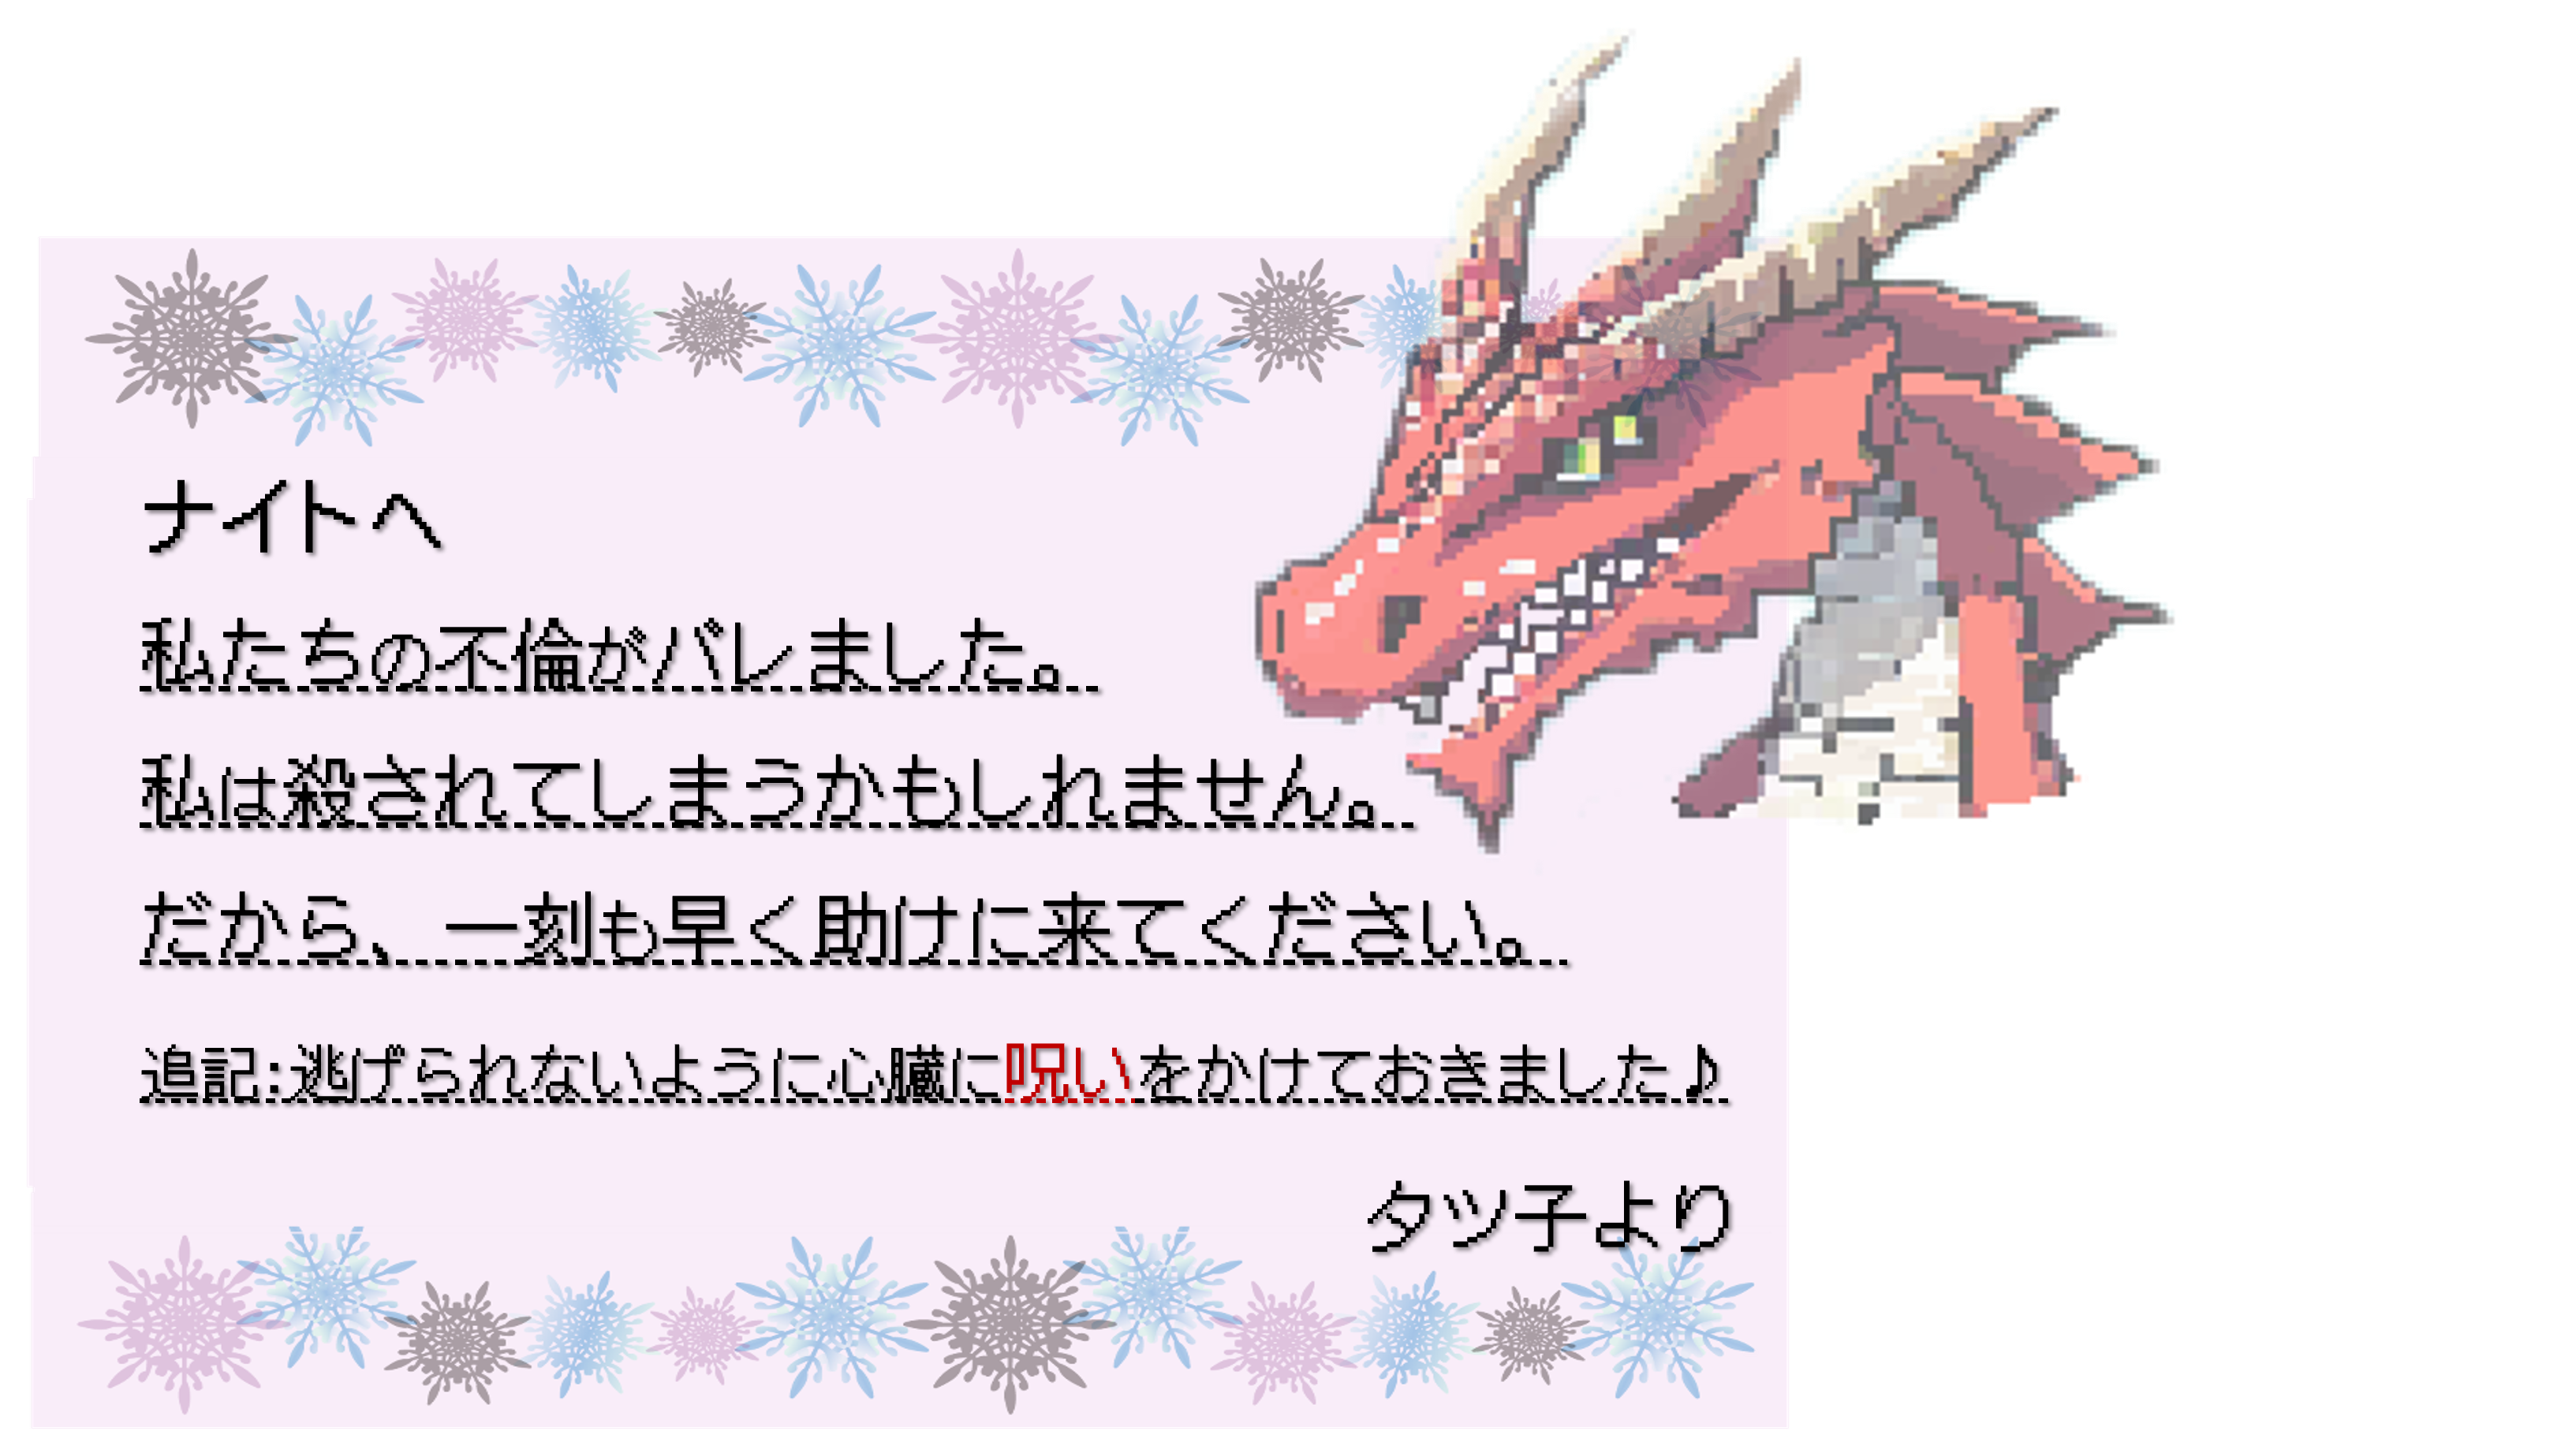 ナイトへ
私たちの不倫がバレました。
私は殺されてしまうかもしれません。
だから、一刻も早く助けに来てください。
追記:逃げられないように心臓に呪いをかけておきました♪
タツ子より